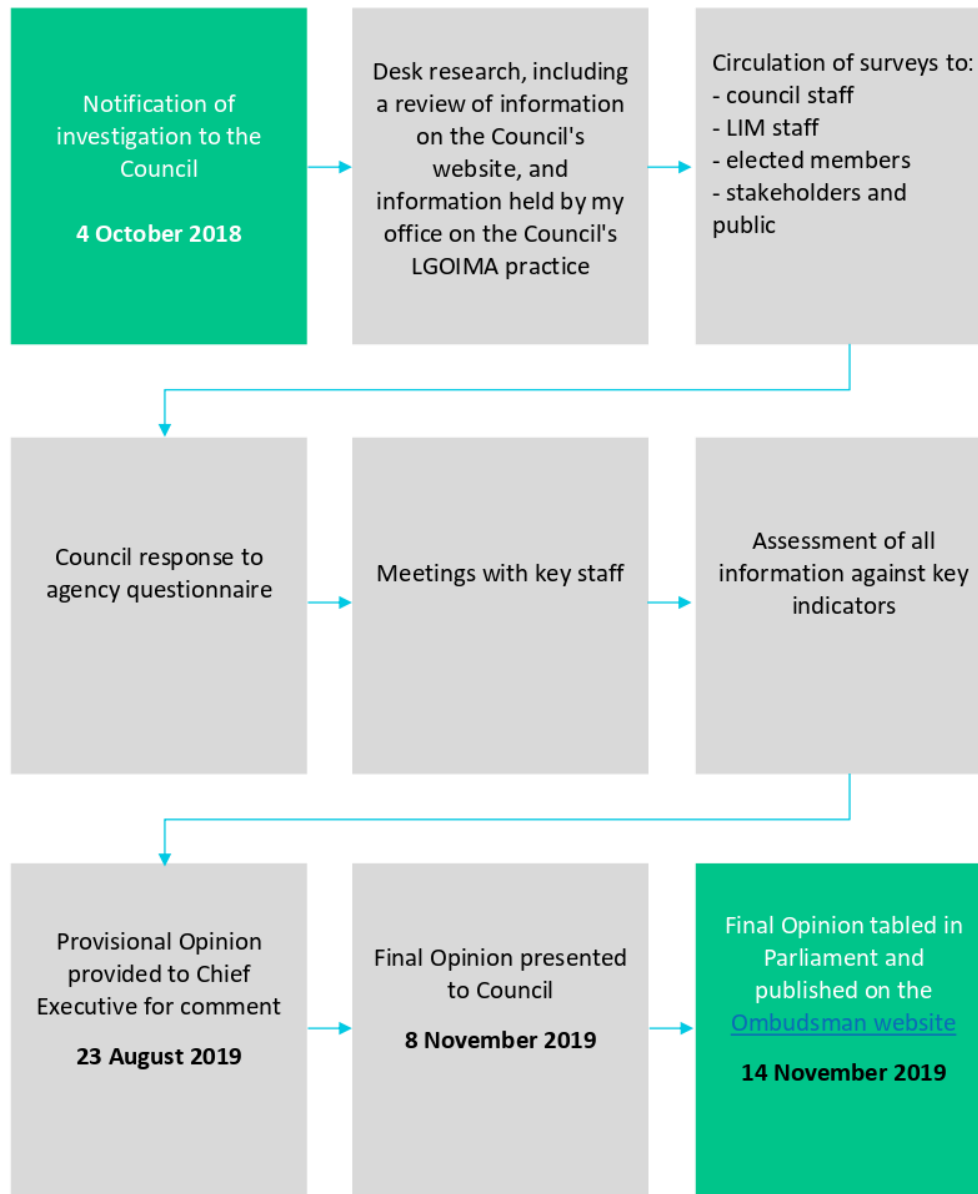 Notification of
investigation to the
Council
4 October 2018
Desk research, including
a review of information
on the Council's
website, and
information held by my
office on the Council's
LGOIMA practice
Circulation of surveys to:
- council staff
- LIM staff
- elected members
- stakeholders and
public
Council response to
agency questionnaire
Meetings with key staff
Assessment of all
information against key
indicators
Provisional Opinion
provided to Chief
Executive for comment
23 August 2019
Final Opinion presented
to Council
8 November 2019
Final Opinion tabled in
Parliament and
published on the
Ombudsman website
14 November 2019